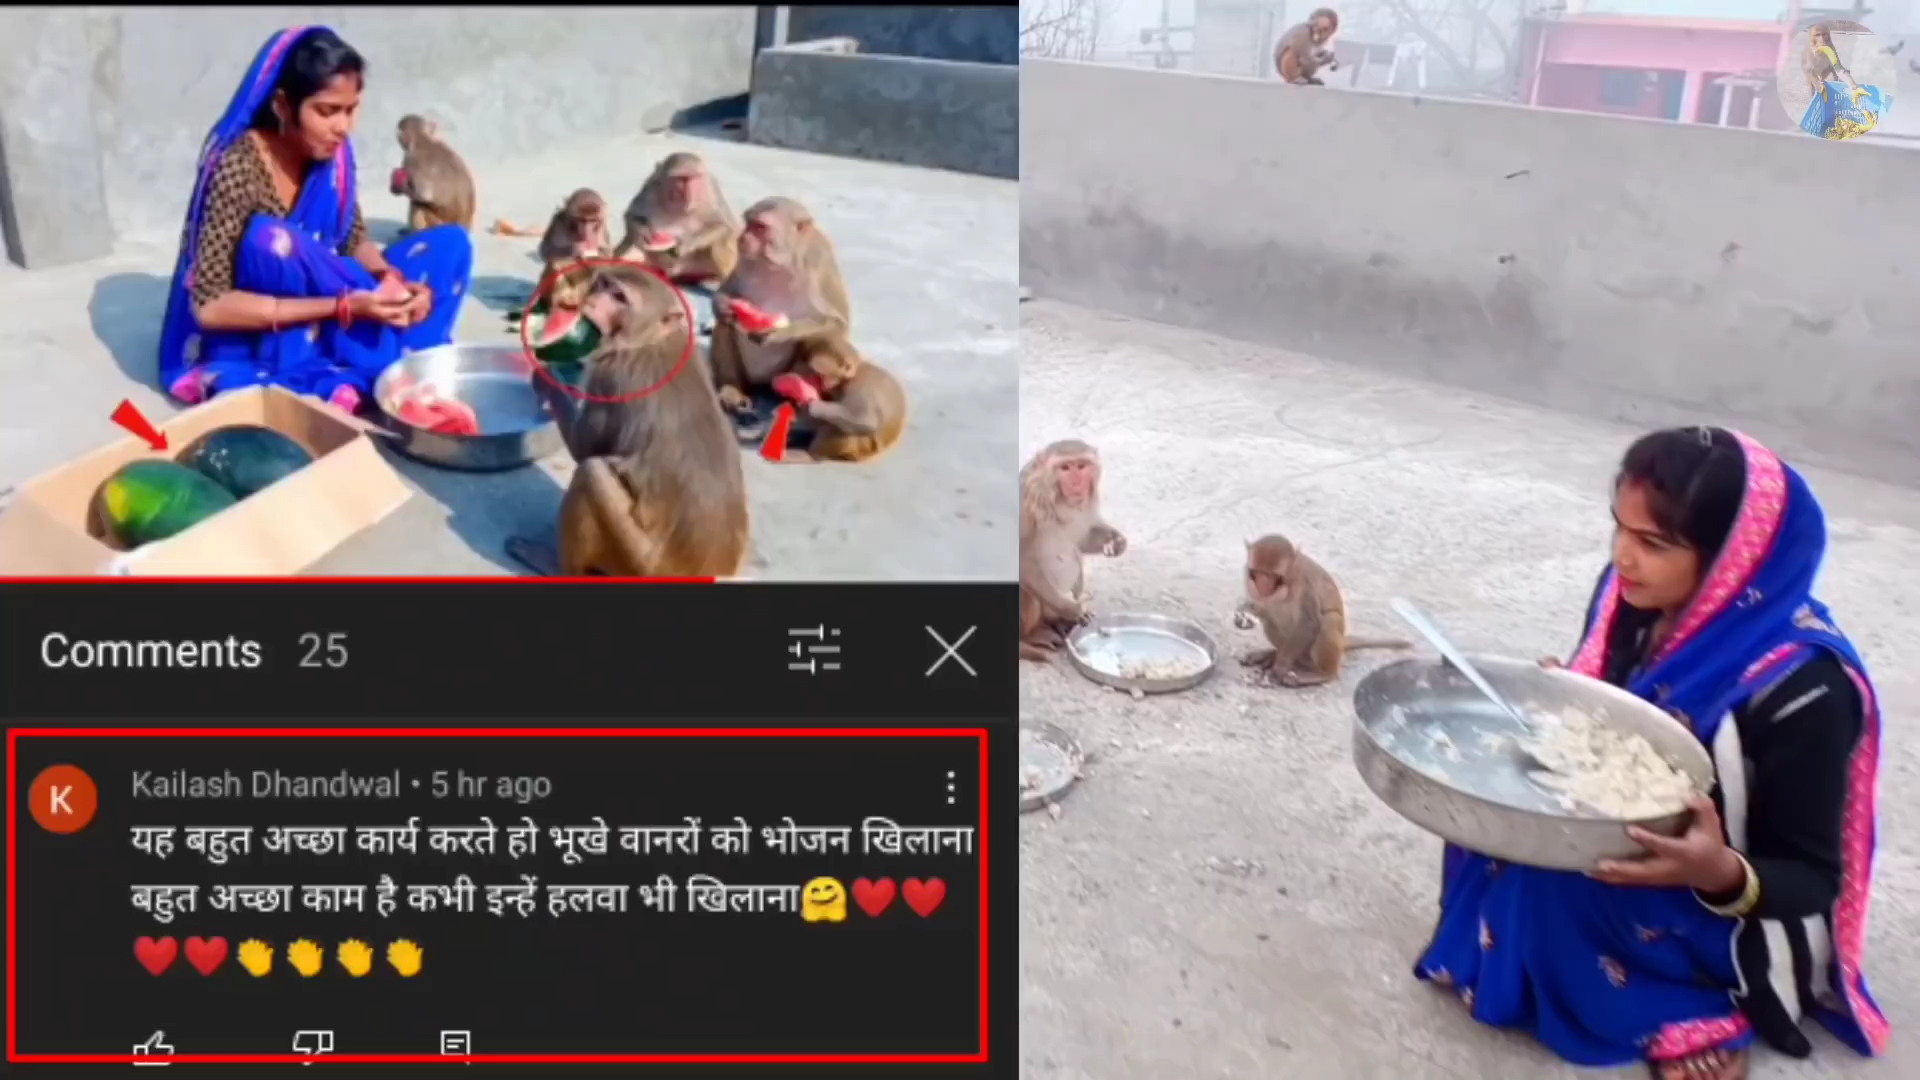 Comments 25
Kailash Dhandwal • 5 hr ago
K
यह बहुत अच्छा कार्य करते हो भूखे वानरों को भोजन खिलाना
बहुत अच्छा काम है कभी इन्हें हलवा भी खिलाना🤗❤️❤️
❤️❤️👏👏👏👏